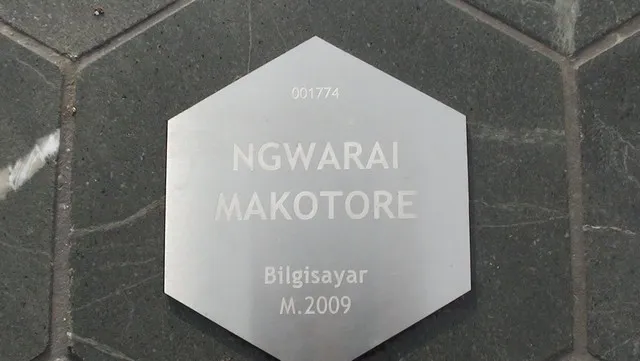 001774
NGWARAI
MAKOTORE
Bilgisayar
M.2009